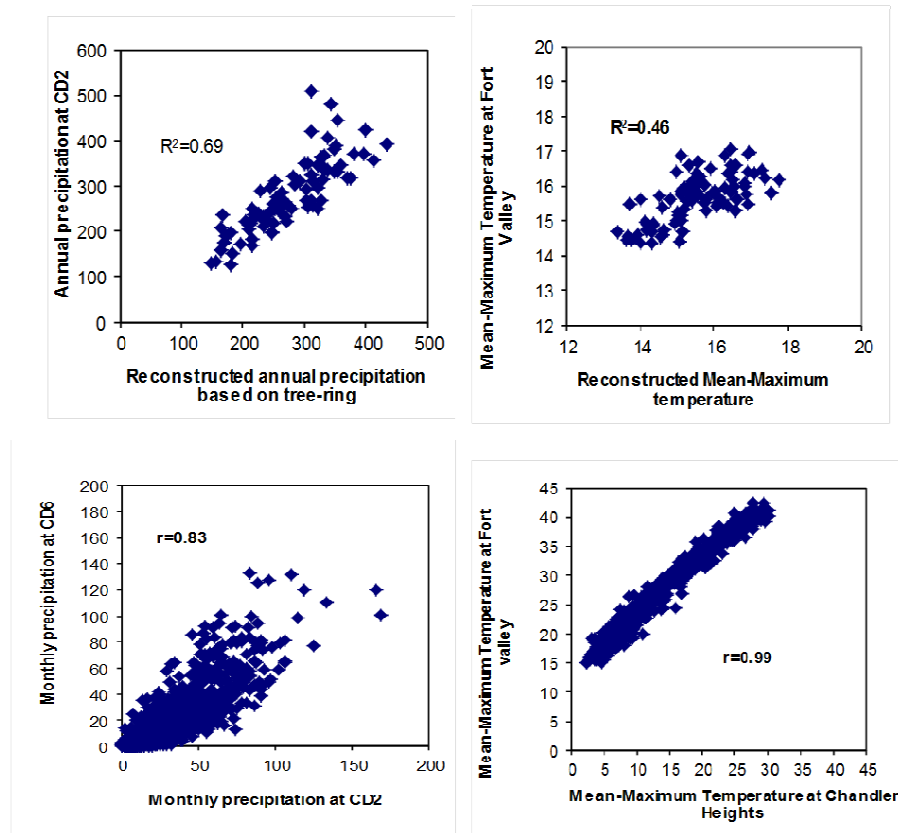 600
500
400
300
200
100
0
0 100 200 300 400 500
Annual precipitation at CD2
R²=0.69
Reconstructed annual precipitation
based on tree-ring
20
19
18
17
16
15
14
13
12
12 14 16 18 20
Mean-Maximum Temperature at Fort
Valley
R²=0.46
Reconstructed Mean-Maximum
temperature
200
180
160
140
120
100
80
60
40
20
0
0 50 100 150 200
Monthly precipitation at CD6
r=0.83
Monthly precipitation at CD2
45
40
35
30
25
20
15
10
5
0
0 5 10 15 20 25 30 35 40 45
Mean-Maximum Temperature at Fort
valley
r=0.99
Mean-Maximum Temperature at Chandler
Heights